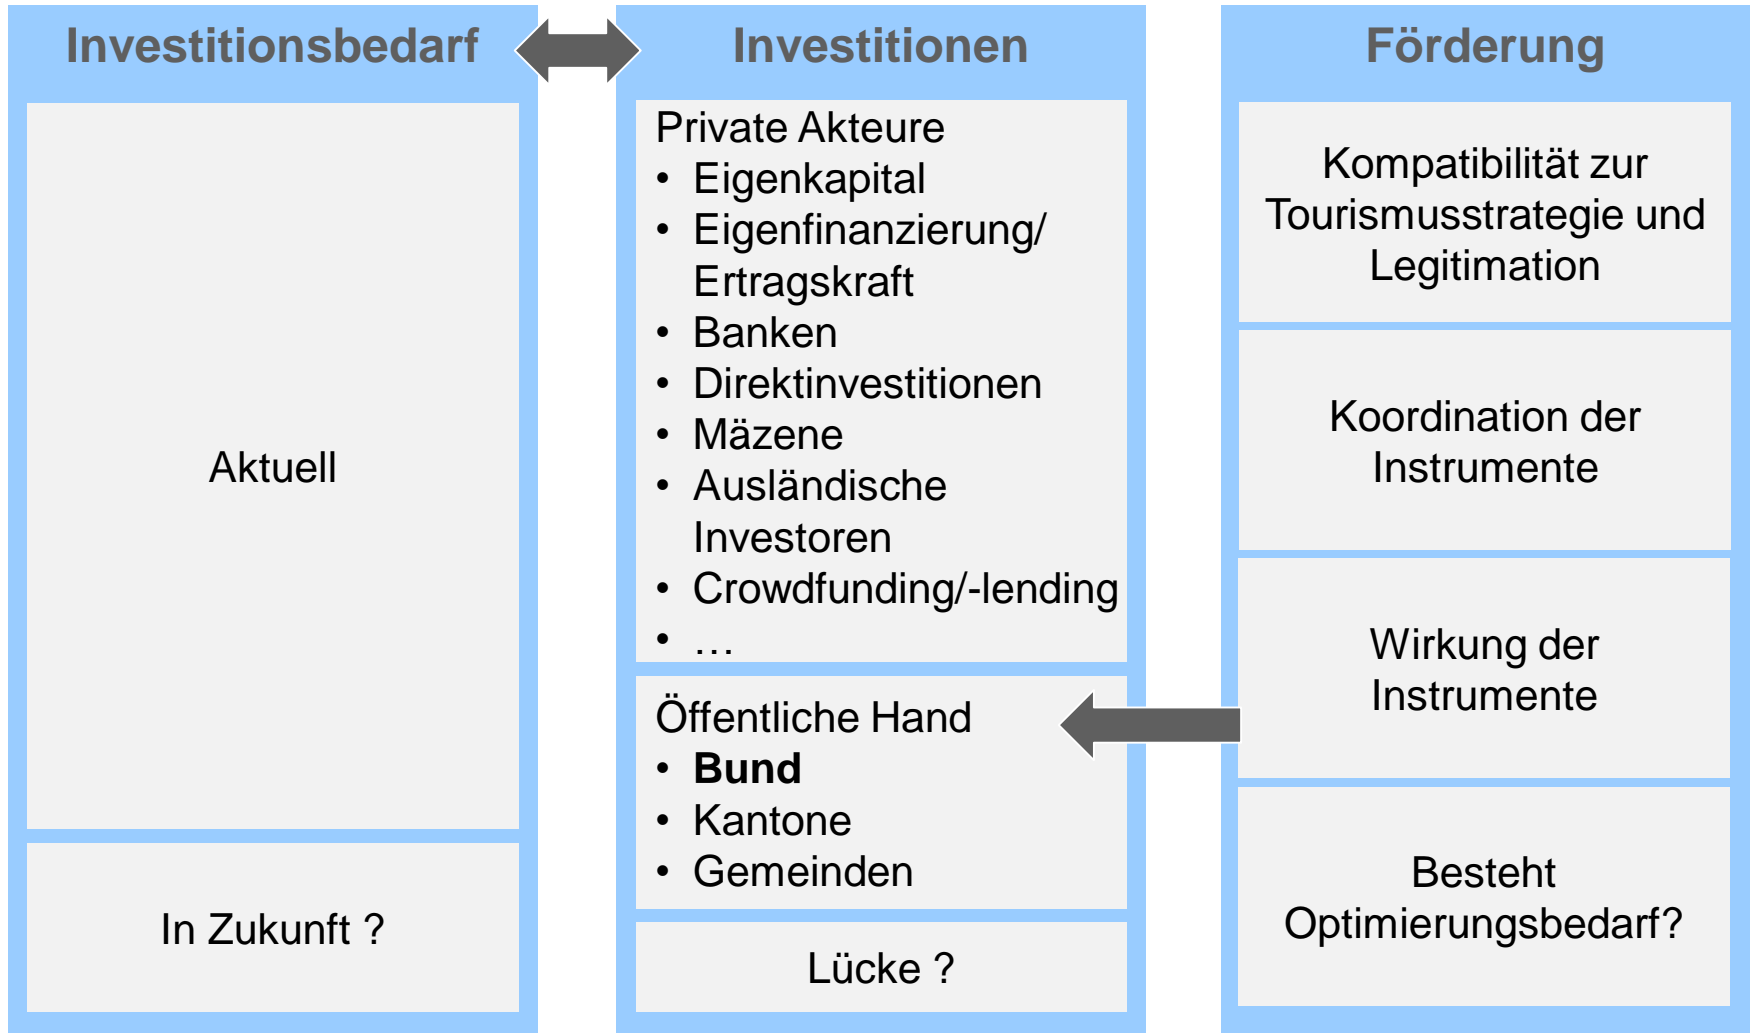 Investitionsbedarf
Aktuell
In Zukunft ?
Investitionen
Private Akteure
• Eigenkapital
• Eigenfinanzierung/
Ertragskraft
• Banken
• Direktinvestitionen
• Mäzene
• Ausländische
Investoren
• Crowdfunding/-lending
• …
Öffentliche Hand
• Bund
• Kantone
• Gemeinden
Lücke ?
Förderung
Kompatibilität zur
Tourismusstrategie und
Legitimation
Koordination der
Instrumente
Wirkung der
Instrumente
Besteht
Optimierungsbedarf?